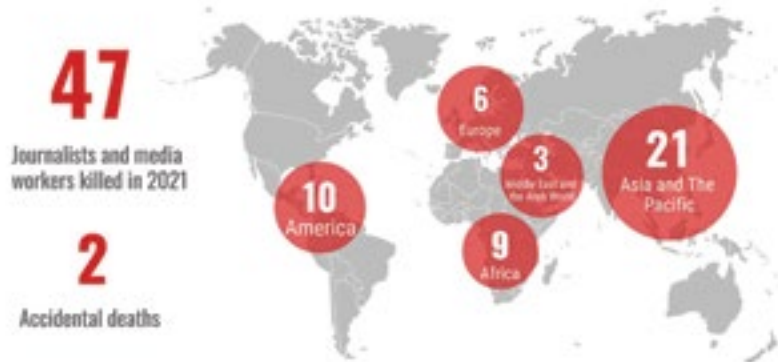 47
Journalists and media
workers killed in 2021
2
Accidental deaths
10
America
6
Europe
3
Middle East and
the Arab World
9
Africa
21
Asia and The
Pacific